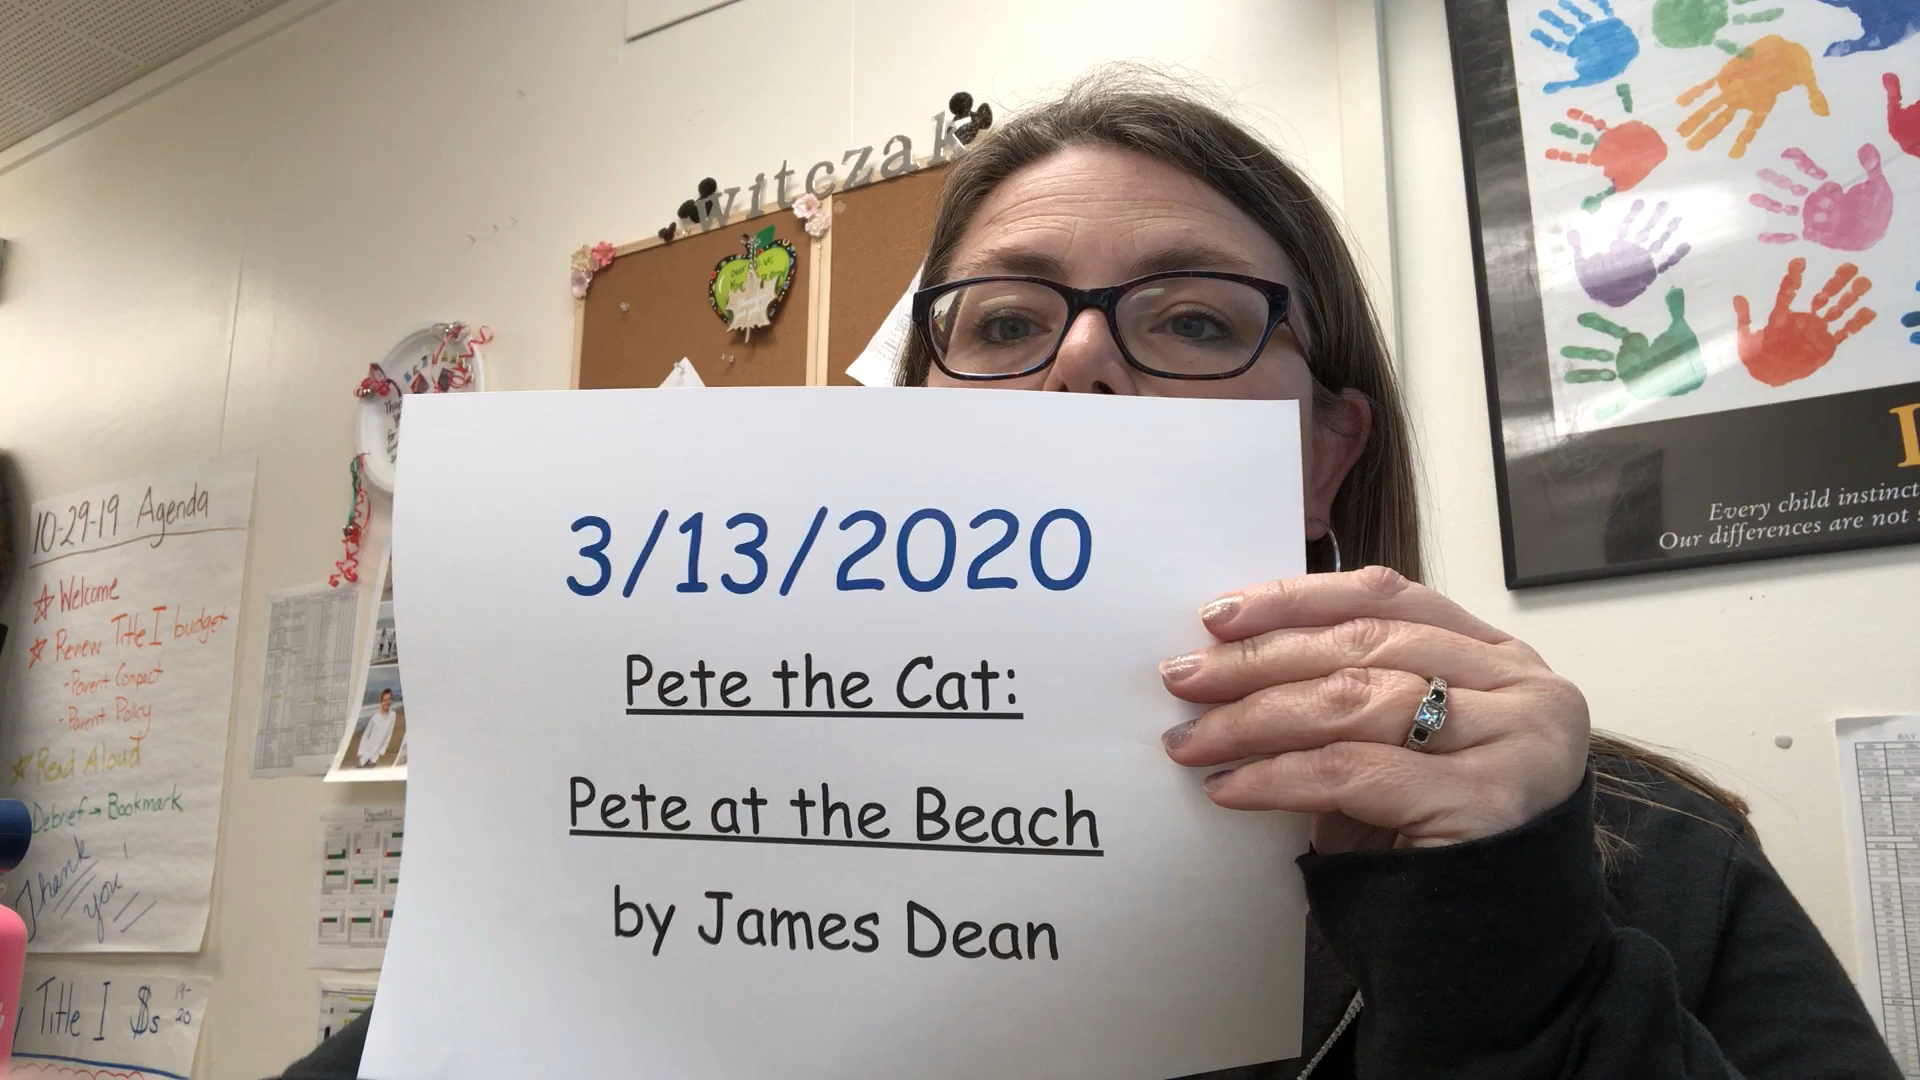 witczak
10-29-19 Agenda
Welcome
Review Title I budget
- Parent Compact
- Parent Policy
Read Aloud
Debrief → Bookmark
Thank
you!
Title I $s 19-
20
3/13/2020
Pete the Cat:
Pete at the Beach
by James Dean
Every child instinct
Our differences are not s